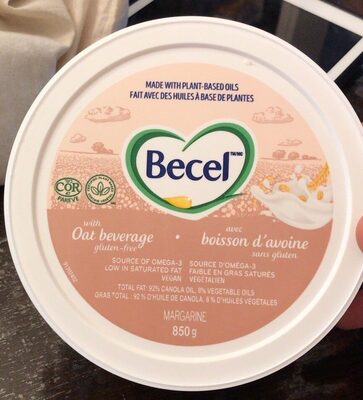 MADE WITH PLANT-BASED OILS
FAIT AVEC DES HUILES À BASE DE PLANTES
Becel™/MD
COR
PAREVE
with
Oat beverage
gluten-free
avec
boisson d'avoine
sans gluten
SOURCE OF OMEGA-3
LOW IN SATURATED FAT
VEGAN
SOURCE D'OMÉGA-3
FAIBLE EN GRAS SATURÉS
VÉGÉTALIEN
TOTAL FAT: 92% CANOLA OIL, 8% VEGETABLE OILS
GRAS TOTAL : 92 % D'HUILE DE CANOLA, 8 % D'HUILES VÉGÉTALES
MARGARINE
850 g